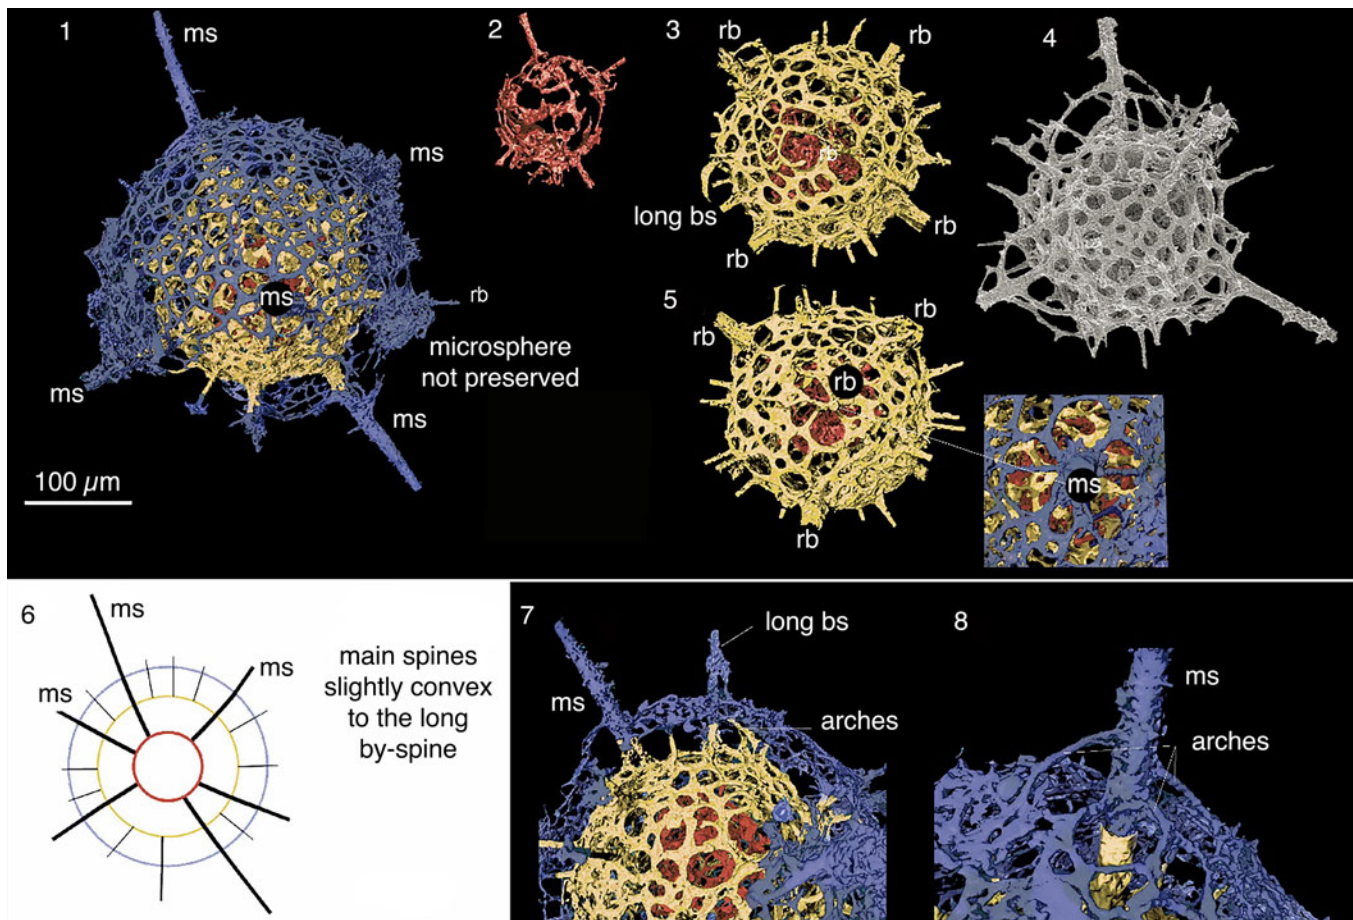 1
ms
ms
ms
rb
microsphere
not preserved
ms
ms
100 µm
2
3
rb
rb
rb
long bs
rb
rb
4
5
rb
rb
rb
rb
ms
6
ms
ms
ms
main spines
slightly convex
to the long
by-spine
7
long bs
ms
arches
8
ms
arches